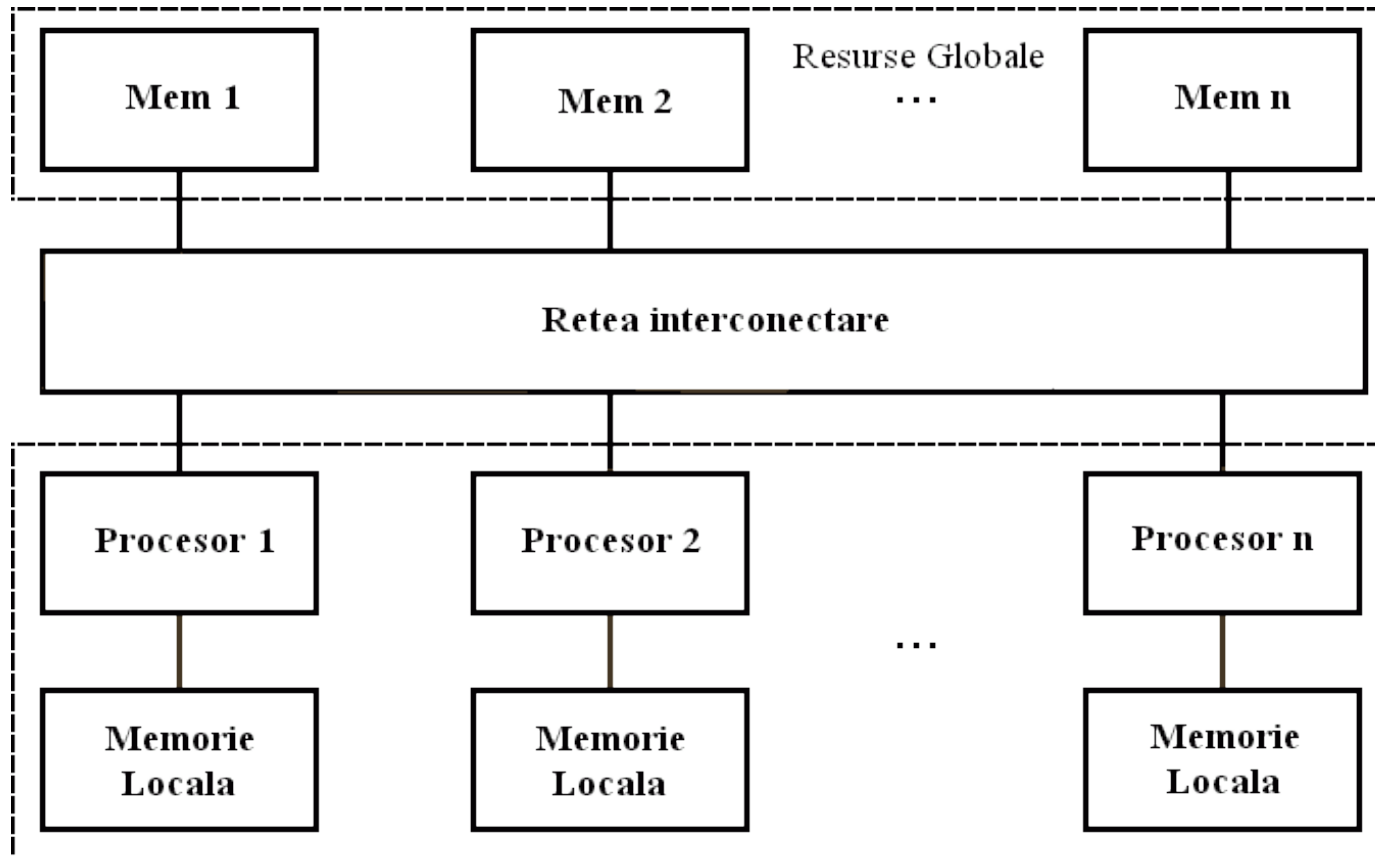 Resurse Globale
Mem 1
Mem 2
...
Mem n
Retea interconectare
Procesor 1
Procesor 2
Procesor n
...
Memorie
Locala
Memorie
Locala
Memorie
Locala